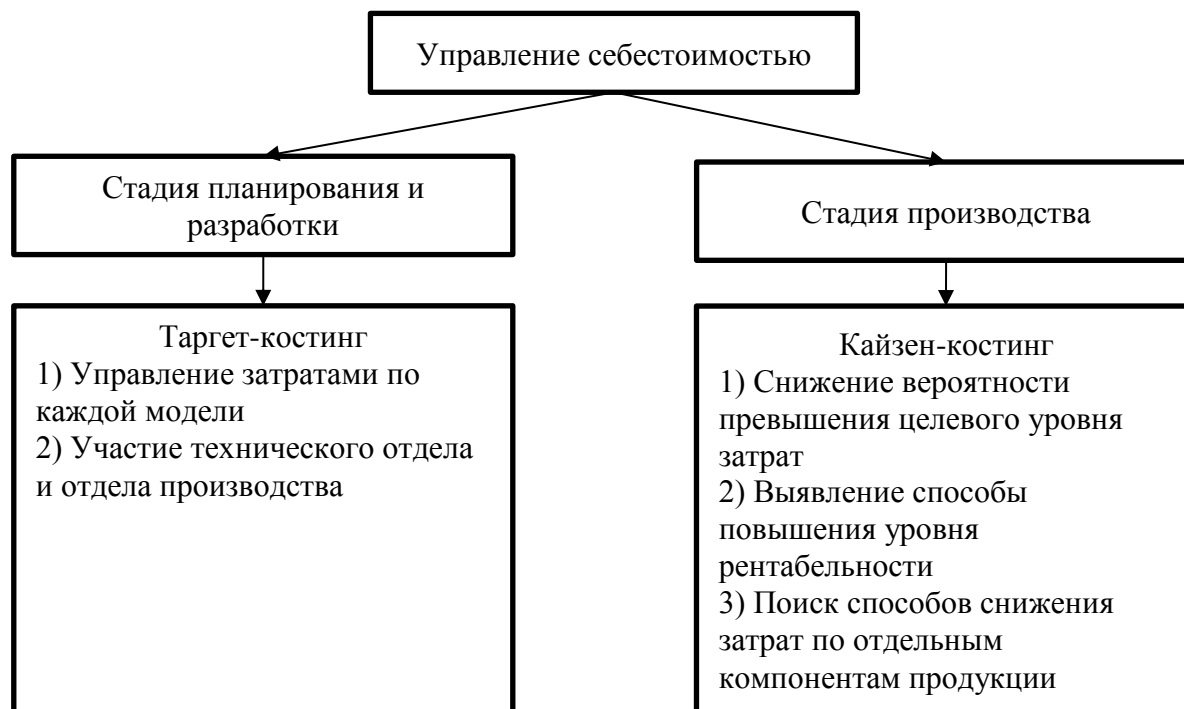 Управление себестоимостью
Стадия планирования и
разработки
Стадия производства
Таргет-костинг
1) Управление затратами по
каждой модели
2) Участие технического отдела
и отдела производства
Кайзен-костинг
1) Снижение вероятности
превышения целевого уровня
затрат
2) Выявление способы
повышения уровня
рентабельности
3) Поиск способов снижения
затрат по отдельным
компонентам продукции